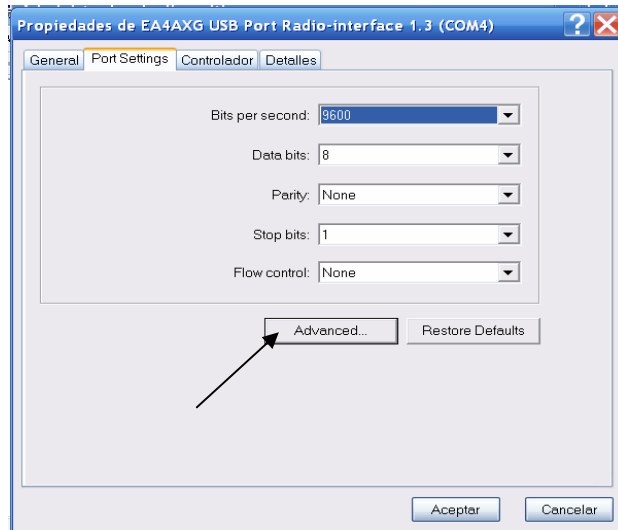 Propiedades de EA4AXG USB Port Radio-interface 1.3 (COM4)
General Port Settings Controlador Detalles
Bits per second: 9600
Data bits: 8
Parity: None
Stop bits: 1
Flow control: None
Advanced... Restore Defaults
Aceptar Cancelar